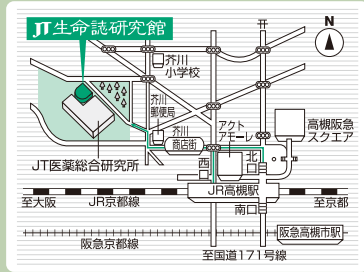 JT生命誌研究館
N
芥川
小学校
芥川
郵便局
アクト
アモーレ
高槻阪急
スクエア
芥川
商店街
西
口
北
口
JT医薬総合研究所
JR高槻駅
至大阪
JR京都線
南口
至京都
阪急京都線
至国道171号線
阪急高槻市駅